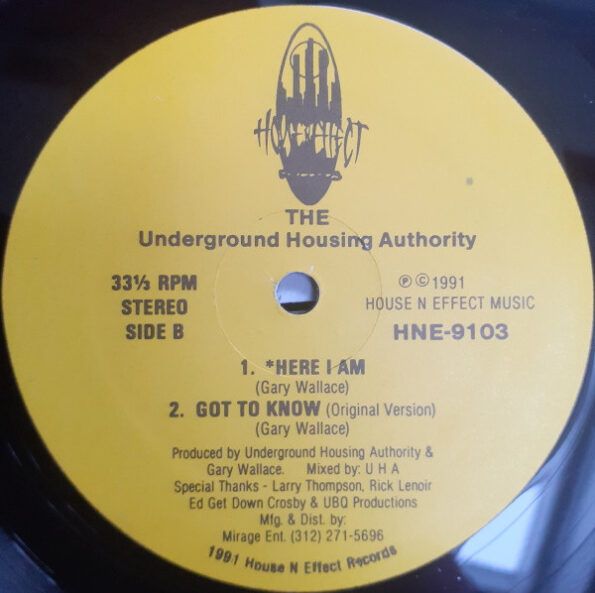 HOUSE N EFFECT
THE
Underground Housing Authority
33⅓ RPM
STEREO
SIDE B
℗ © 1991
HOUSE N EFFECT MUSIC
HNE-9103
1. *HERE I AM
(Gary Wallace)
2. GOT TO KNOW (Original Version)
(Gary Wallace)
Produced by Underground Housing Authority &
Gary Wallace. Mixed by: U H A
Special Thanks - Larry Thompson, Rick Lenoir
Ed Get Down Crosby & UBQ Productions
Mfg. & Dist. by:
Mirage Ent. (312) 271-5696
1991 House N Effect Records